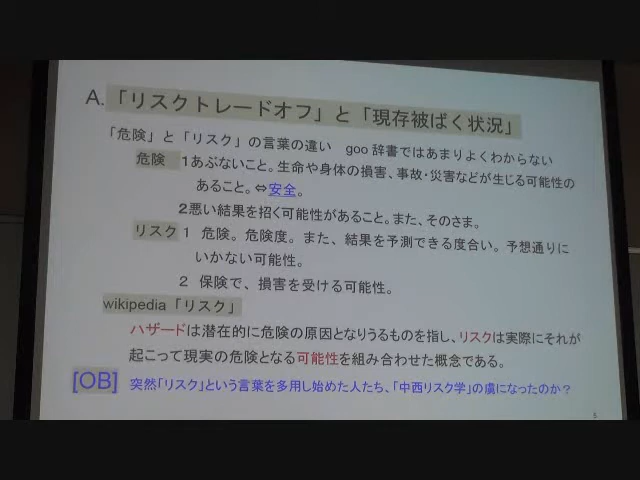 A.「リスクトレードオフ」と「現存被ばく状況」
「危険」と「リスク」の言葉の違い　goo 辞書ではあまりよくわからない
危険　1あぶないこと。生命や身体の損害、事故・災害などが生じる可能性の
あること。⇔安全。
2悪い結果を招く可能性があること。また、そのさま。
リスク 1　危険。危険度。また、結果を予測できる度合い。予想通りに
いかない可能性。
2　保険で、損害を受ける可能性。
wikipedia「リスク」
ハザードは潜在的に危険の原因となりうるものを指し、リスクは実際にそれが
起こって現実の危険となる可能性を組み合わせた概念である。
[OB]　突然「リスク」という言葉を多用し始めた人たち、「中西リスク学」の虜になったのか？